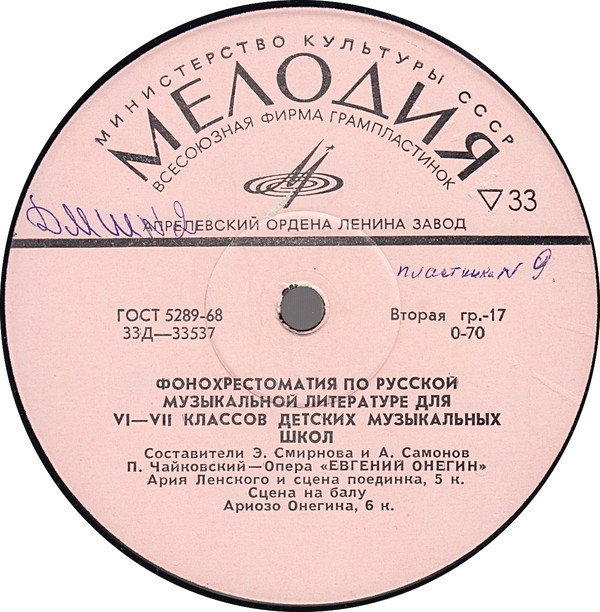 МИНИСТЕРСТВО КУЛЬТУРЫ СССР
МЕЛОДИЯ
ВСЕСОЮЗНАЯ ФИРМА ГРАМПЛАСТИНОК
▽33
АПРЕЛЕВСКИЙ ОРДЕНА ЛЕНИНА ЗАВОД
пластинка N 9.
ГОСТ 5289-68
Вторая гр.-17
33Д—33537
0-70
ФОНОХРЕСТОМАТИЯ ПО РУССКОЙ
МУЗЫКАЛЬНОЙ ЛИТЕРАТУРЕ ДЛЯ
VI—VII КЛАССОВ ДЕТСКИХ МУЗЫКАЛЬНЫХ
ШКОЛ
Составители Э. Смирнова и А. Самонов
П. Чайковский—Опера «ЕВГЕНИЙ ОНЕГИН»
Ария Ленского и сцена поединка, 5 к.
Сцена на балу
Ариозо Онегина, 6 к.